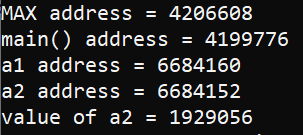 MAX address = 4206608
main() address = 4199776
a1 address = 6684160
a2 address = 6684152
value of a2 = 1929056